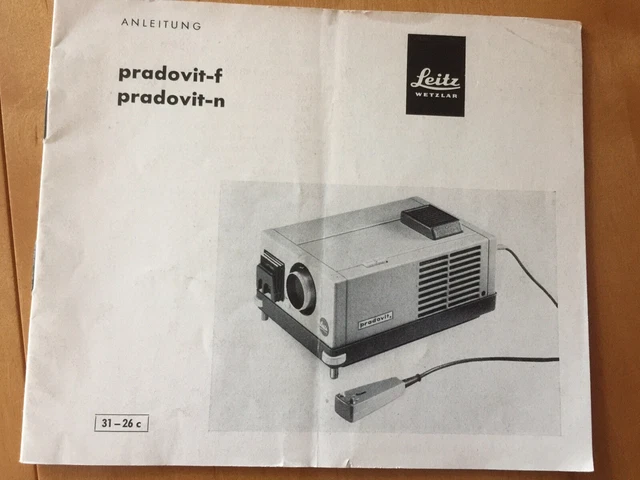 ANLEITUNG
pradovit-f
pradovit-n
Leitz
WETZLAR
pradovit
31–26 c